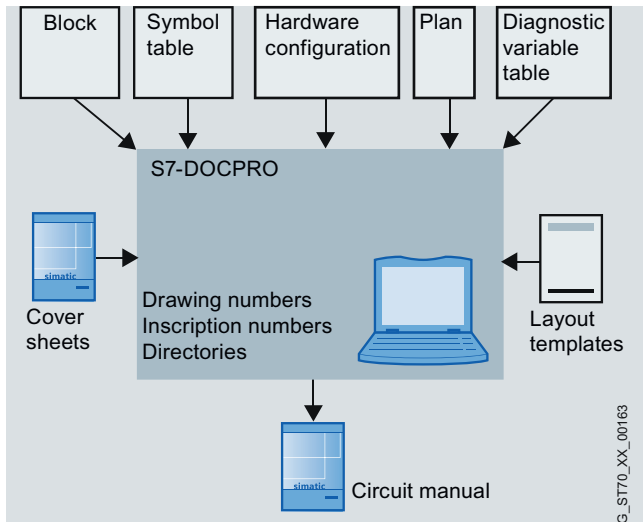 Block
Symbol
table
Hardware
configuration
Plan
Diagnostic
variable
table
S7-DOCPRO
simatic
Cover
sheets
Drawing numbers
Inscription numbers
Directories
Layout
templates
simatic
Circuit manual
G_ST70_XX_00163